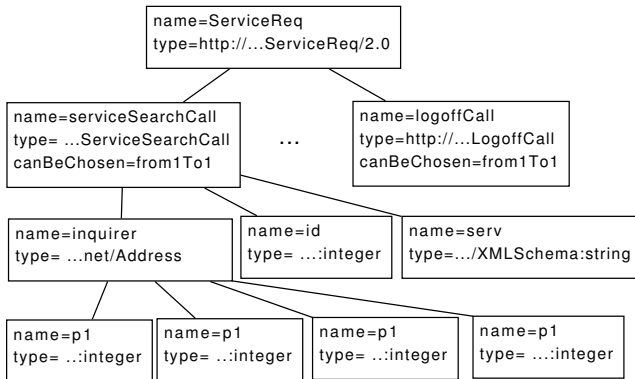 name=ServiceReq
type=http://...ServiceReq/2.0
name=serviceSearchCall
type= ...ServiceSearchCall
canBeChosen=from1To1
...
name=logoffCall
type=http://...LogoffCall
canBeChosen=from1To1
name=inquirer
type= ...net/Address
name=id
type= ...:integer
name=serv
type=.../XMLSchema:string
name=p1
type= ..:integer
name=p1
type= ..:integer
name=p1
type= ..:integer
name=p1
type= ...:integer